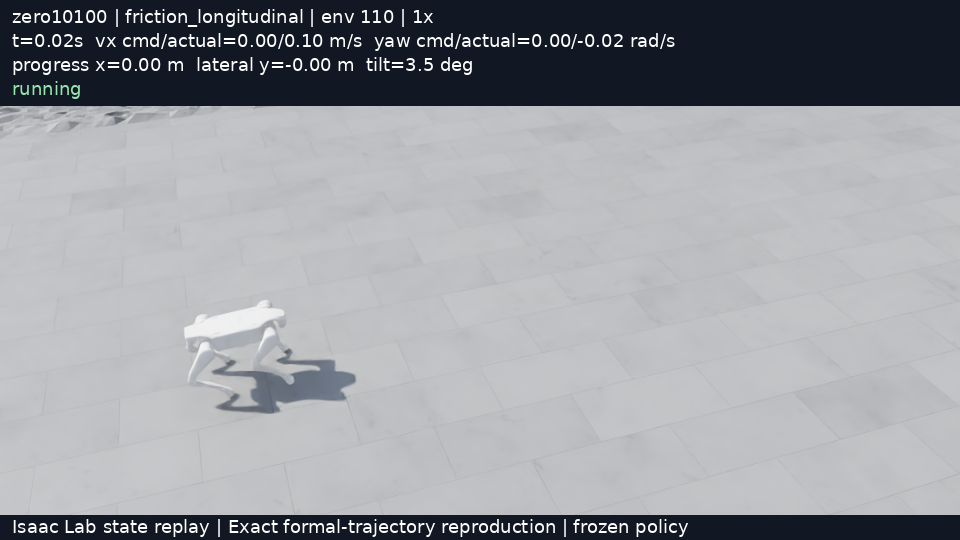 zero10100 | friction_longitudinal | env 110 | 1x
t=0.02s  vx cmd/actual=0.00/0.10 m/s  yaw cmd/actual=0.00/-0.02 rad/s
progress x=0.00 m  lateral y=-0.00 m  tilt=3.5 deg
running
Isaac Lab state replay | Exact formal-trajectory reproduction | frozen policy